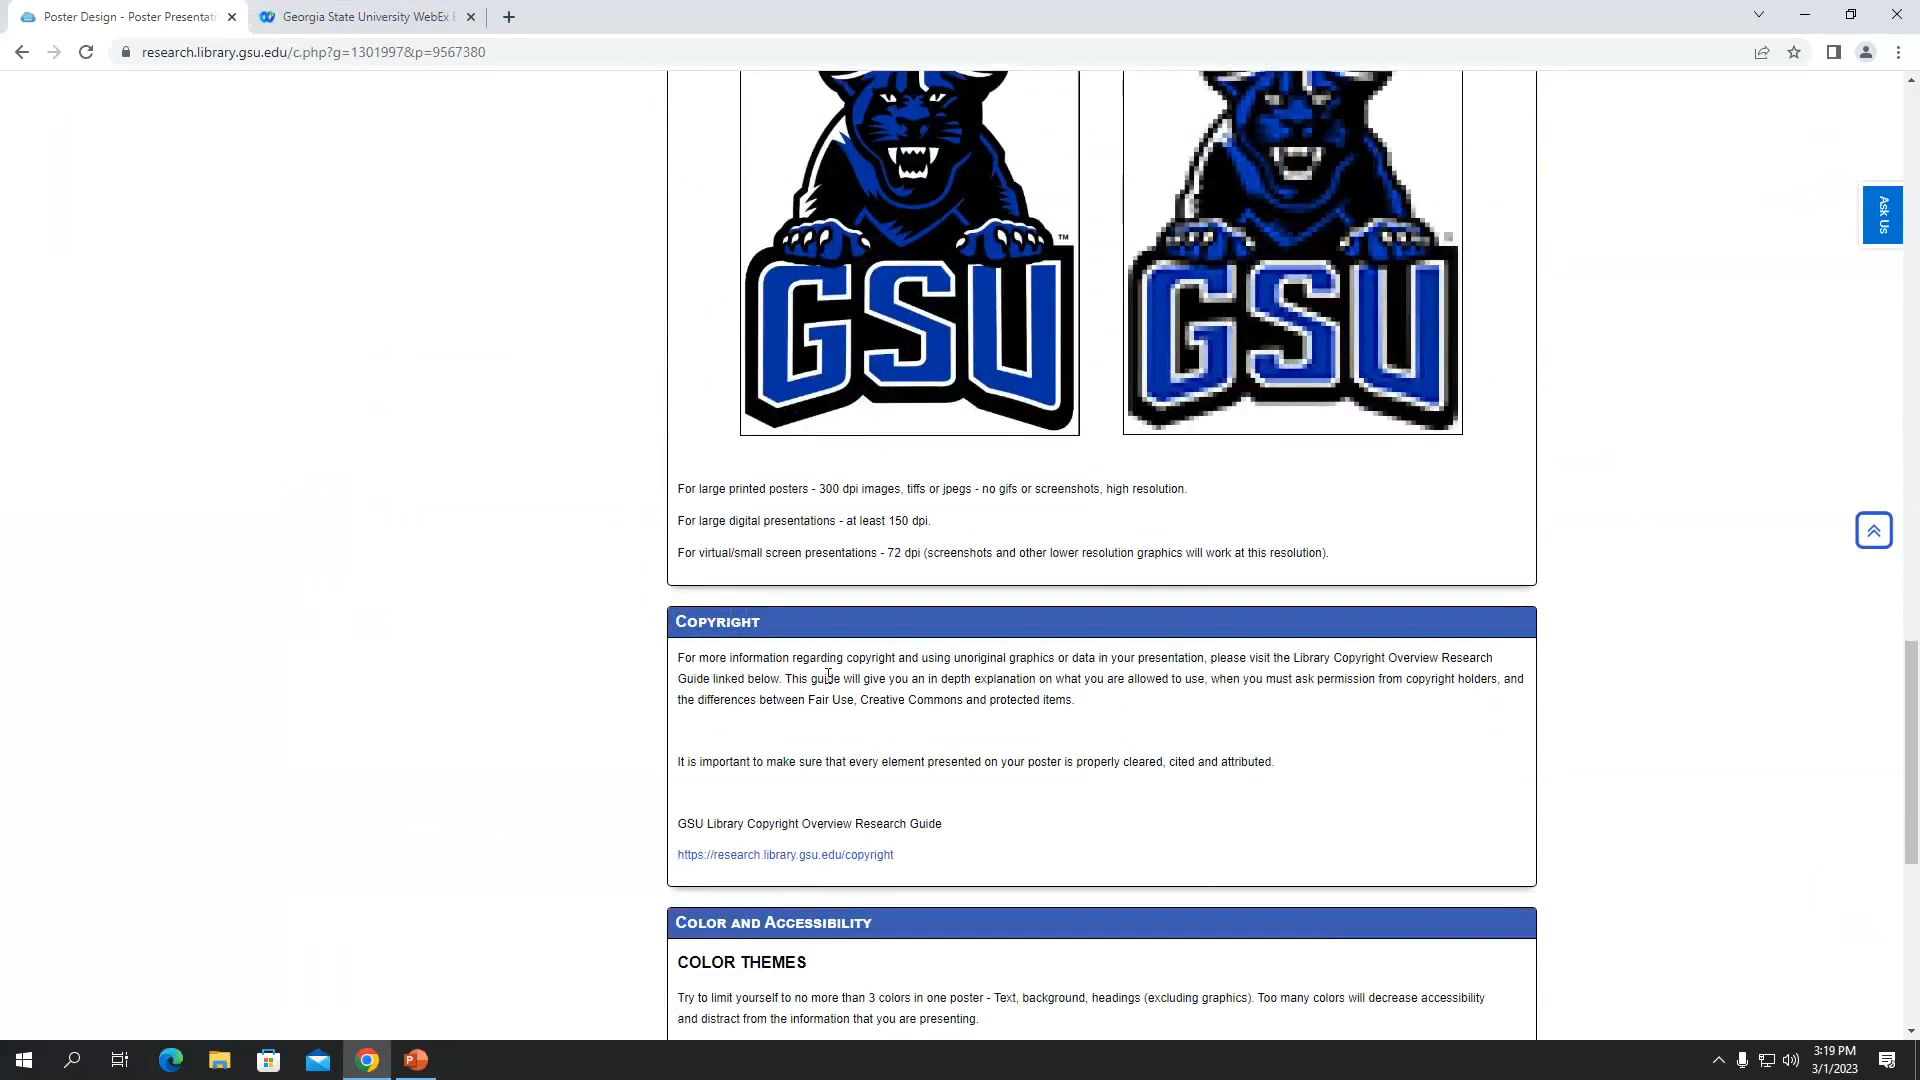 Poster Design - Poster Presentati
Georgia State University WebEx E
research.library.gsu.edu/c.php?g=1301997&p=9567380
GSU
TM
GSU
Ask Us
For large printed posters - 300 dpi images, tiffs or jpegs - no gifs or screenshots, high resolution.
For large digital presentations - at least 150 dpi.
For virtual/small screen presentations - 72 dpi (screenshots and other lower resolution graphics will work at this resolution).
Copyright
For more information regarding copyright and using unoriginal graphics or data in your presentation, please visit the Library Copyright Overview Research
Guide linked below. This guide will give you an in depth explanation on what you are allowed to use, when you must ask permission from copyright holders, and
the differences between Fair Use, Creative Commons and protected items.
It is important to make sure that every element presented on your poster is properly cleared, cited and attributed.
GSU Library Copyright Overview Research Guide
https://research.library.gsu.edu/copyright
Color and Accessibility
COLOR THEMES
Try to limit yourself to no more than 3 colors in one poster - Text, background, headings (excluding graphics). Too many colors will decrease accessibility
and distract from the information that you are presenting.
3:19 PM
3/1/2023